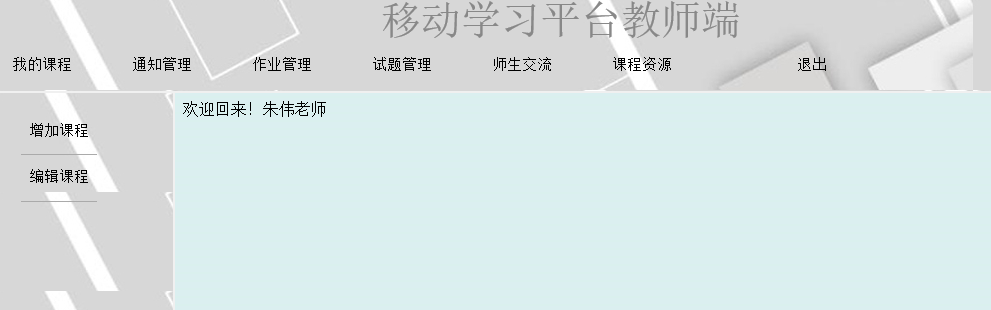 移动学习平台教师端
我的课程 通知管理 作业管理 试题管理 师生交流 课程资源 退出
增加课程
编辑课程
欢迎回来！朱伟老师